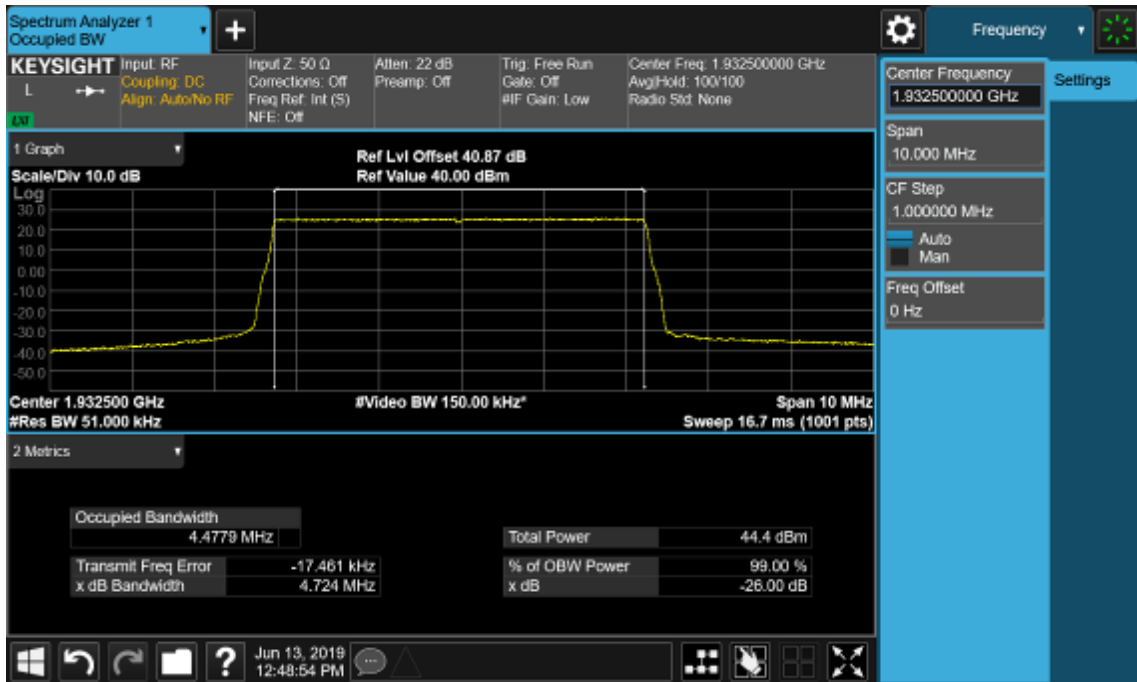 Spectrum Analyzer 1
Occupied BW
+
Frequency
KEYSIGHT
L
LXI
Input: RF
Coupling: DC
Align: Auto/No RF
Input Z: 50 Ω
Corrections: Off
Freq Ref: Int (S)
NFE: Off
Atten: 22 dB
Preamp: Off
Trig: Free Run
Gate: Off
#IF Gain: Low
Center Freq: 1.932500000 GHz
Avg|Hold: 100/100
Radio Std: None
Center Frequency
1.932500000 GHz
Settings
Span
10.000 MHz
CF Step
1.000000 MHz
Auto
Man
Freq Offset
0 Hz
1 Graph
Scale/Div 10.0 dB
Ref Lvl Offset 40.87 dB
Ref Value 40.00 dBm
Log
30.0
20.0
10.0
0.00
-10.0
-20.0
-30.0
-40.0
-50.0
Center 1.932500 GHz
#Video BW 150.00 kHz*
Span 10 MHz
#Res BW 51.000 kHz
Sweep 16.7 ms (1001 pts)
2 Metrics
Occupied Bandwidth
4.4779 MHz
Total Power 44.4 dBm
Transmit Freq Error -17.461 kHz
% of OBW Power 99.00 %
x dB Bandwidth 4.724 MHz
x dB -26.00 dB
?
Jun 13, 2019
12:48:54 PM